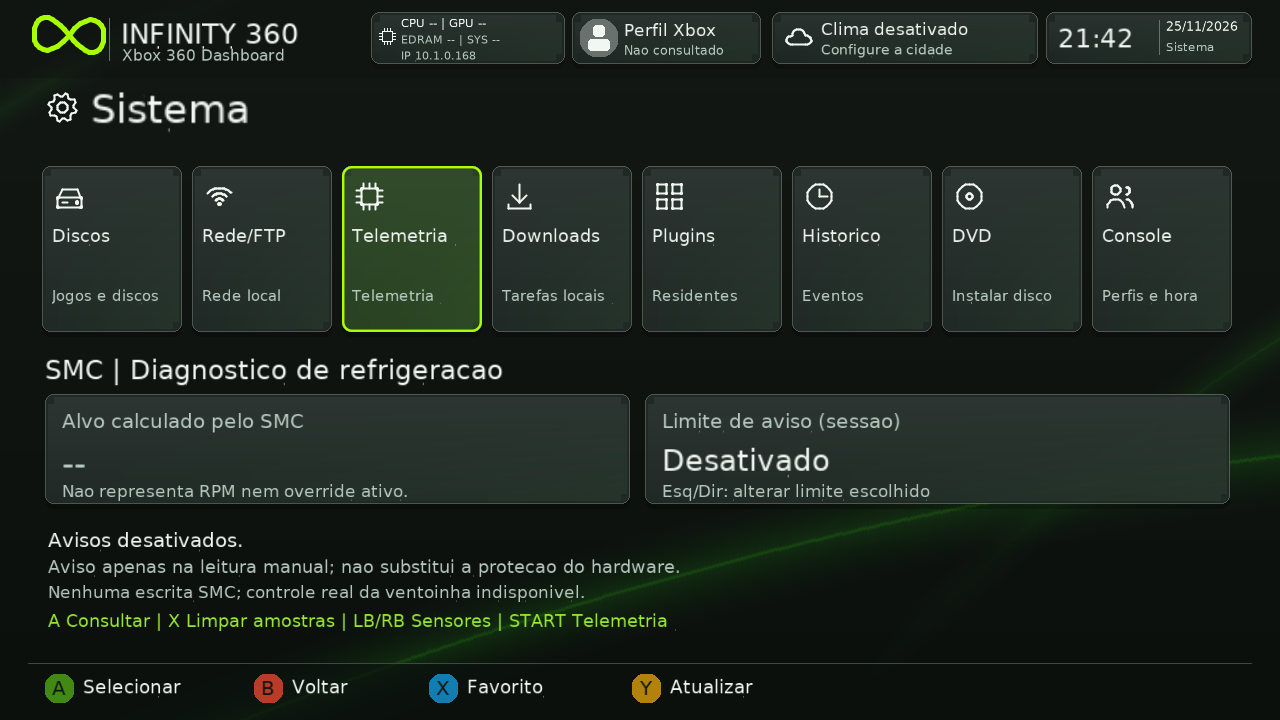 INFINITY 360
Xbox 360 Dashboard
CPU -- | GPU --
EDRAM -- | SYS --
IP 10.1.0.168
Perfil Xbox
Nao consultado
Clima desativado
Configure a cidade
21:42
25/11/2026
Sistema
Sistema
Discos
Jogos e discos
Rede/FTP
Rede local
Telemetria
Telemetria
Downloads
Tarefas locais
Plugins
Residentes
Historico
Eventos
DVD
Instalar disco
Console
Perfis e hora
SMC | Diagnostico de refrigeracao
Alvo calculado pelo SMC
--
Nao representa RPM nem override ativo.
Limite de aviso (sessao)
Desativado
Esq/Dir: alterar limite escolhido
Avisos desativados.
Aviso apenas na leitura manual; nao substitui a protecao do hardware.
Nenhuma escrita SMC; controle real da ventoinha indisponivel.
A Consultar | X Limpar amostras | LB/RB Sensores | START Telemetria
A Selecionar
B Voltar
X Favorito
Y Atualizar